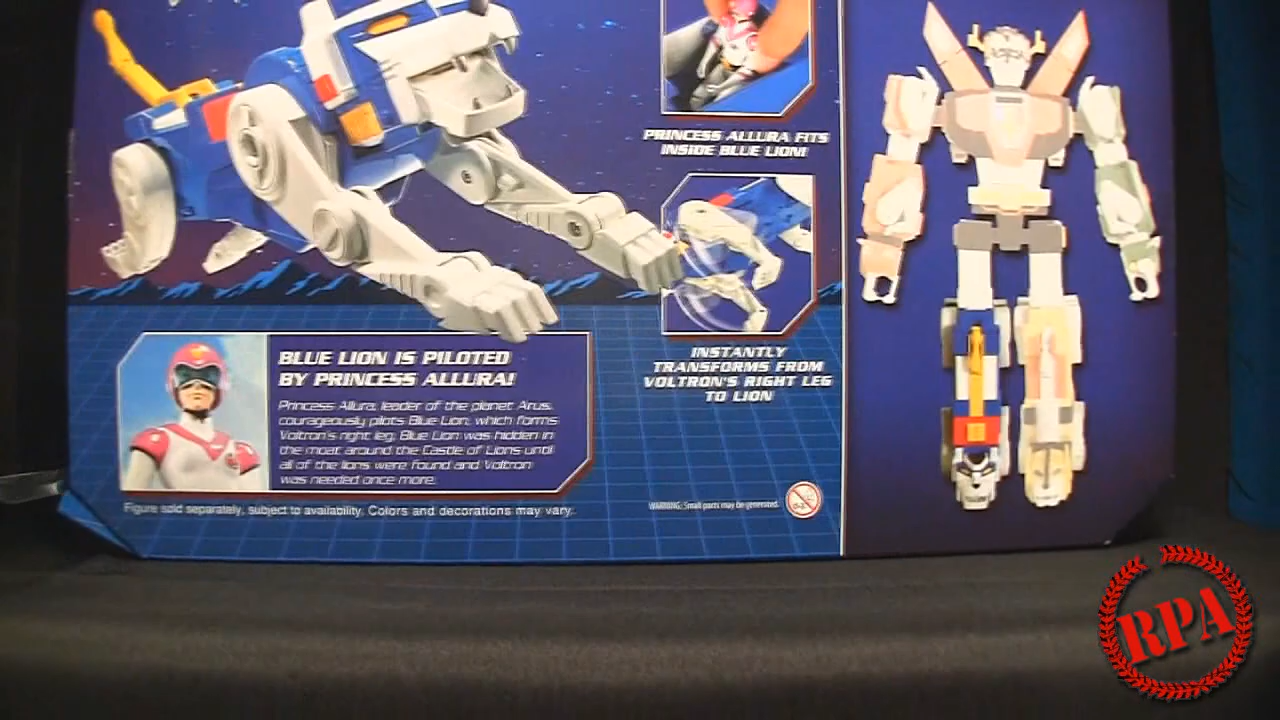 PRINCESS ALLURA FITS
INSIDE BLUE LION!
INSTANTLY
TRANSFORMS FROM
VOLTRON'S RIGHT LEG
TO LION
BLUE LION IS PILOTED
BY PRINCESS ALLURA!
Princess Allura, leader of the planet Arus,
courageously pilots Blue Lion, which forms
Voltron's right leg. Blue Lion was hidden in
the moat around the Castle of Lions until
all of the lions were found and Voltron
was needed once more.
Figure sold separately, subject to availability. Colors and decorations may vary.
WARNING: Small parts may be generated.
RPA